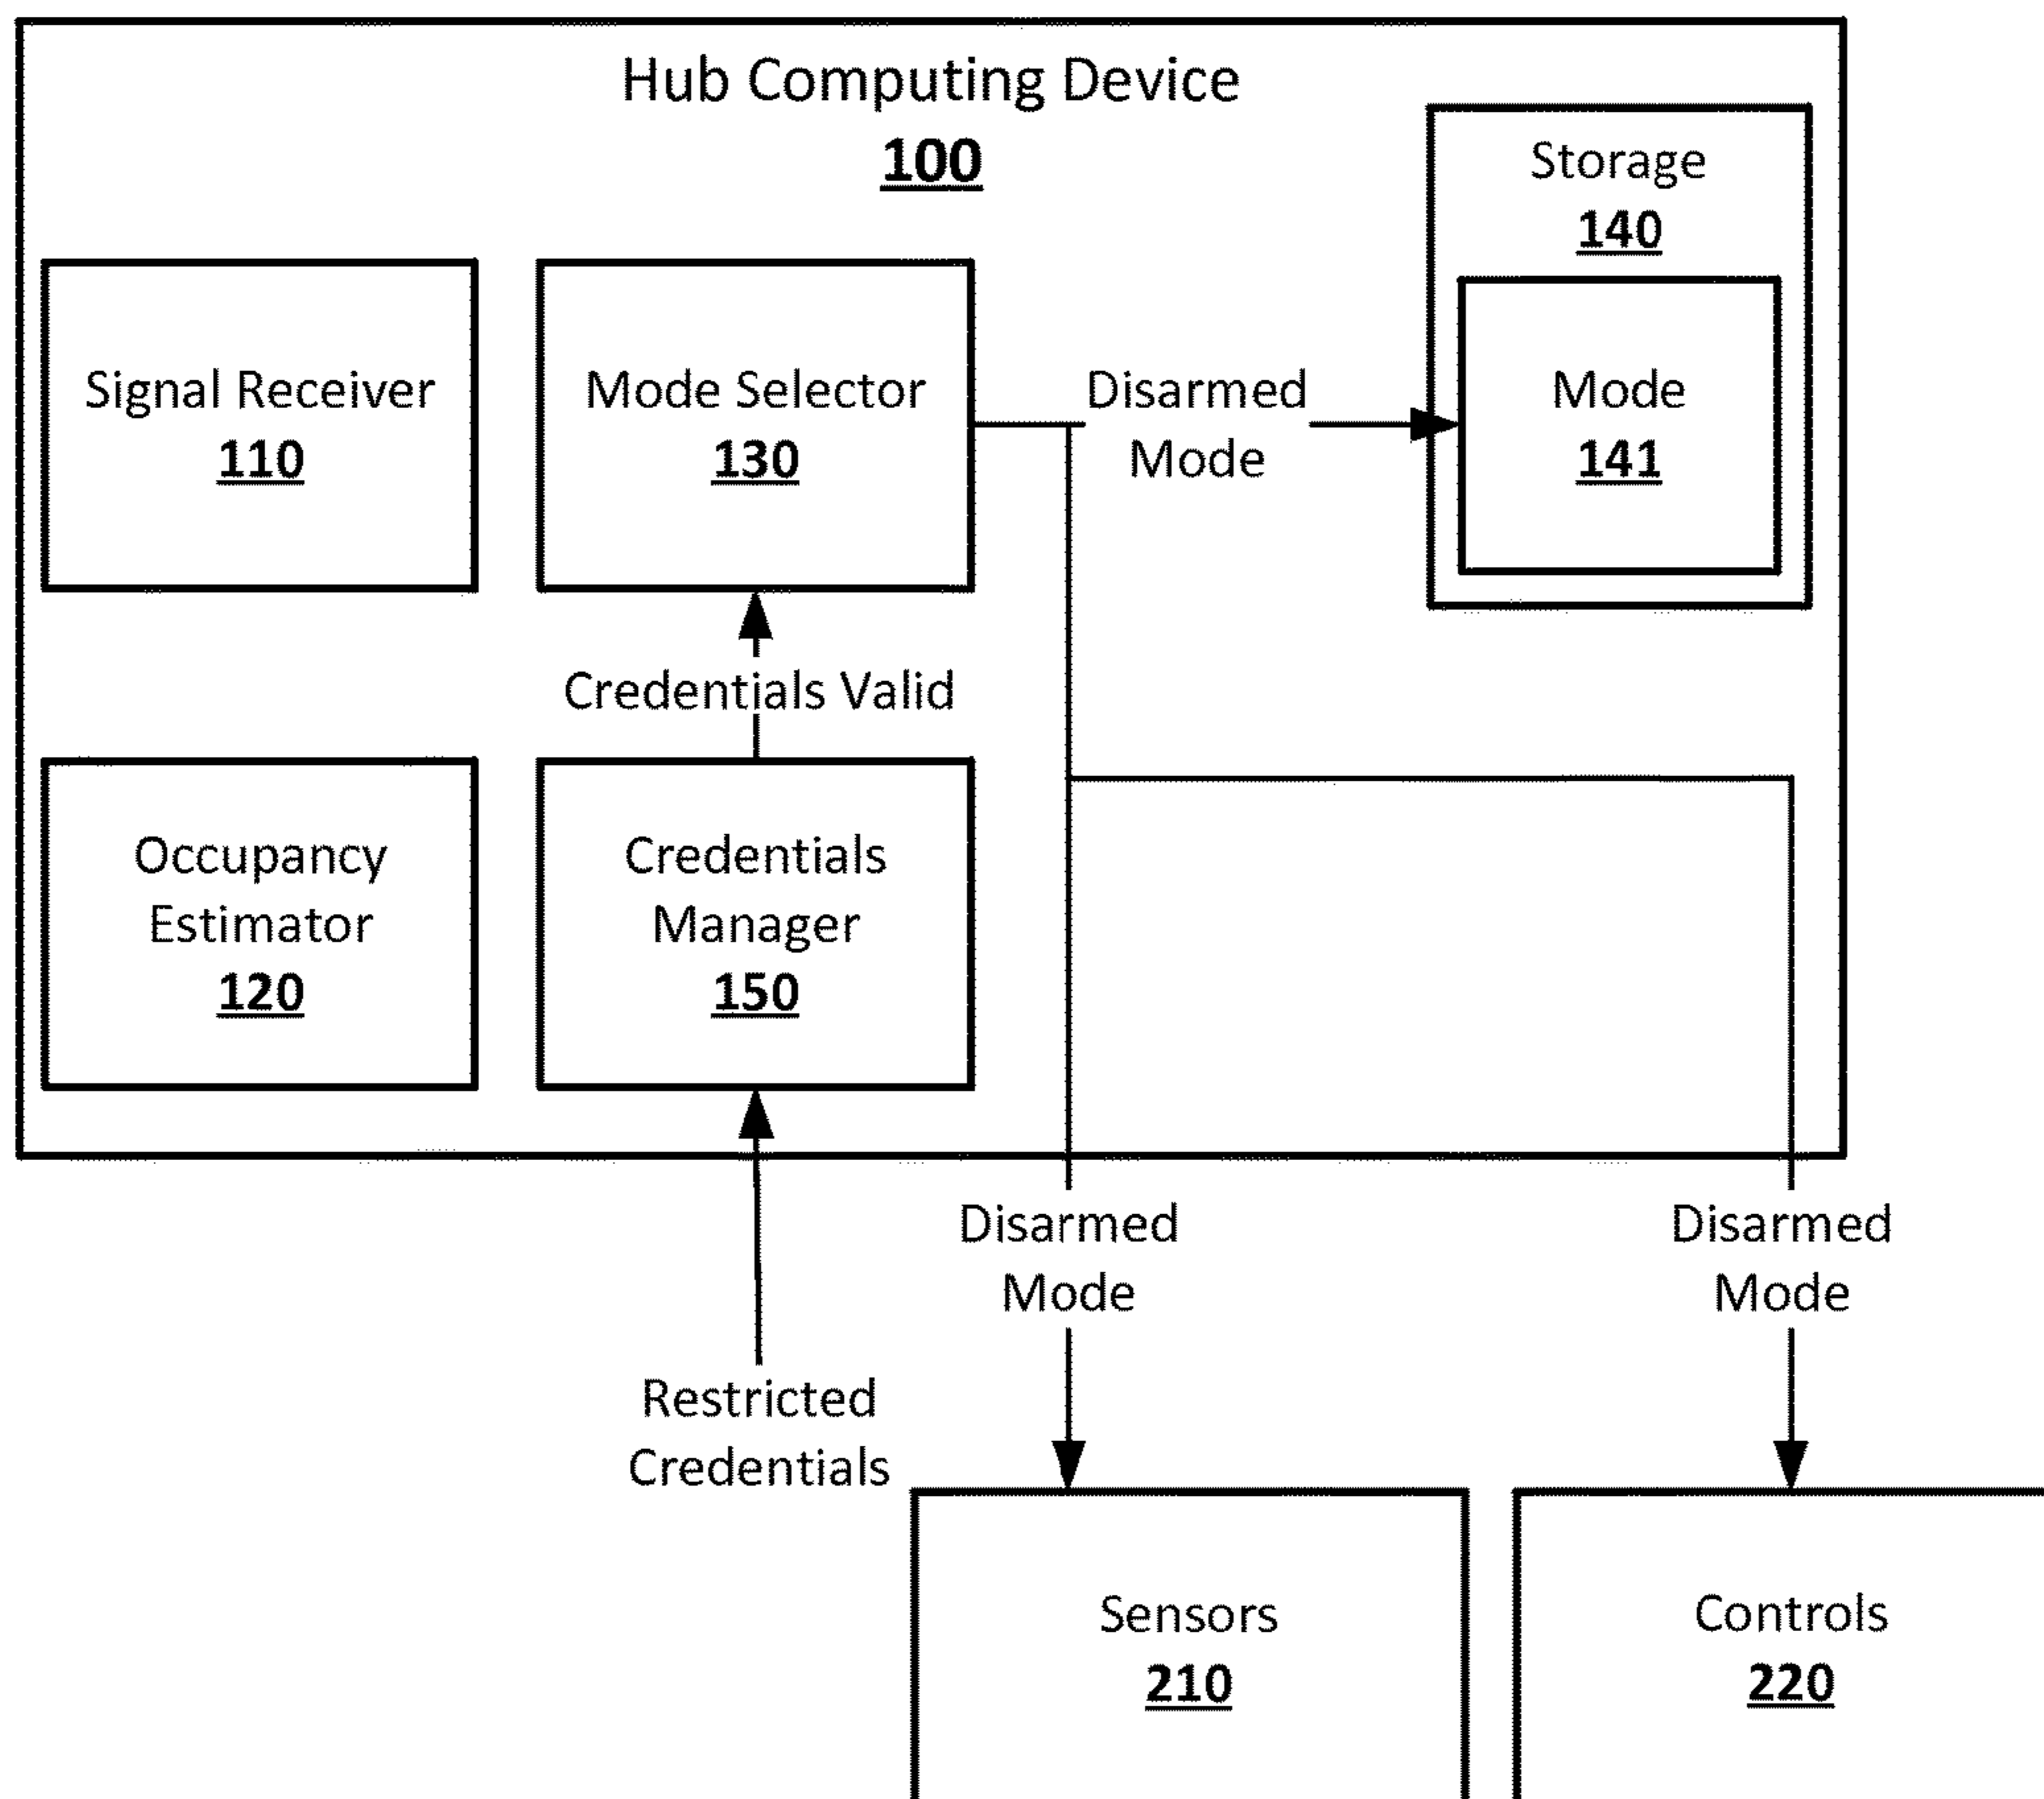 Hub Computing Device
100
Storage
140
Signal Receiver
110
Mode Selector
130
Disarmed
Mode
Mode
141
Credentials Valid
Occupancy
Estimator
120
Credentials
Manager
150
Disarmed
Mode
Disarmed
Mode
Restricted
Credentials
Sensors
210
Controls
220